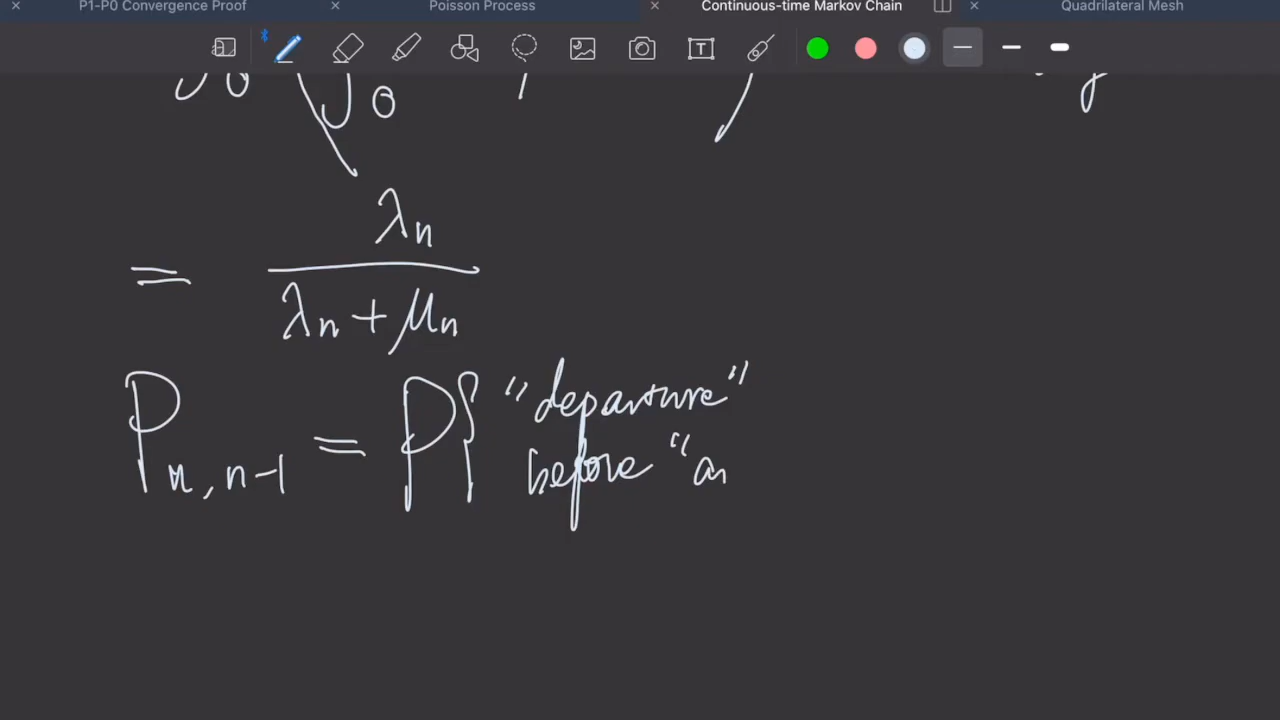 P1-P0 Convergence Proof Poisson Process Continuous-time Markov Chain Quadrilateral Mesh
= λₙ / (λₙ + μₙ)
Pₙ,ₙ₋₁ = P{ "departure"
before "ar